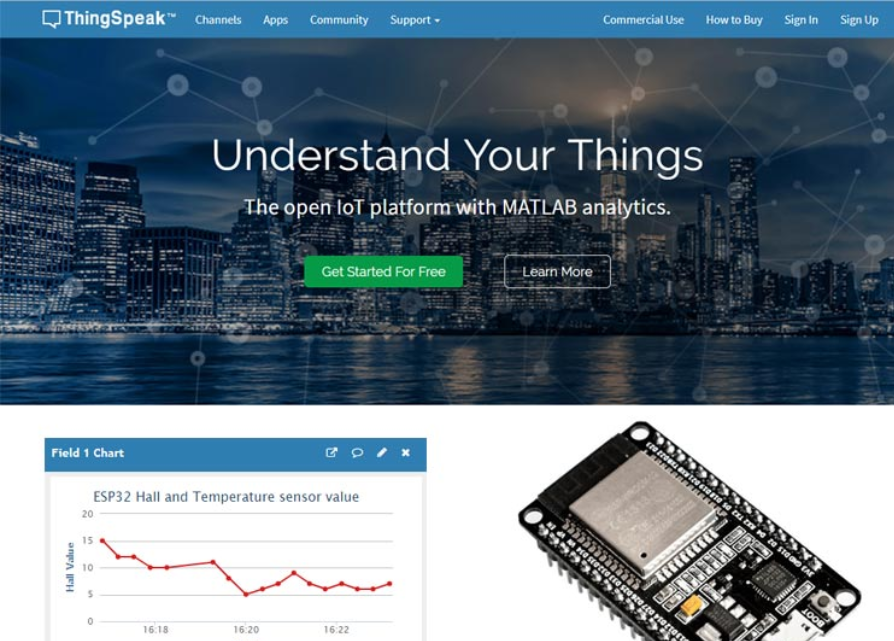 ThingSpeak™ Channels Apps Community Support Commercial Use How to Buy Sign In Sign Up
Understand Your Things
The open IoT platform with MATLAB analytics.
Get Started For Free Learn More
Field 1 Chart
ESP32 Hall and Temperature sensor value
20
15
10
5
0
Hall Value
16:18 16:20 16:22
BOOT